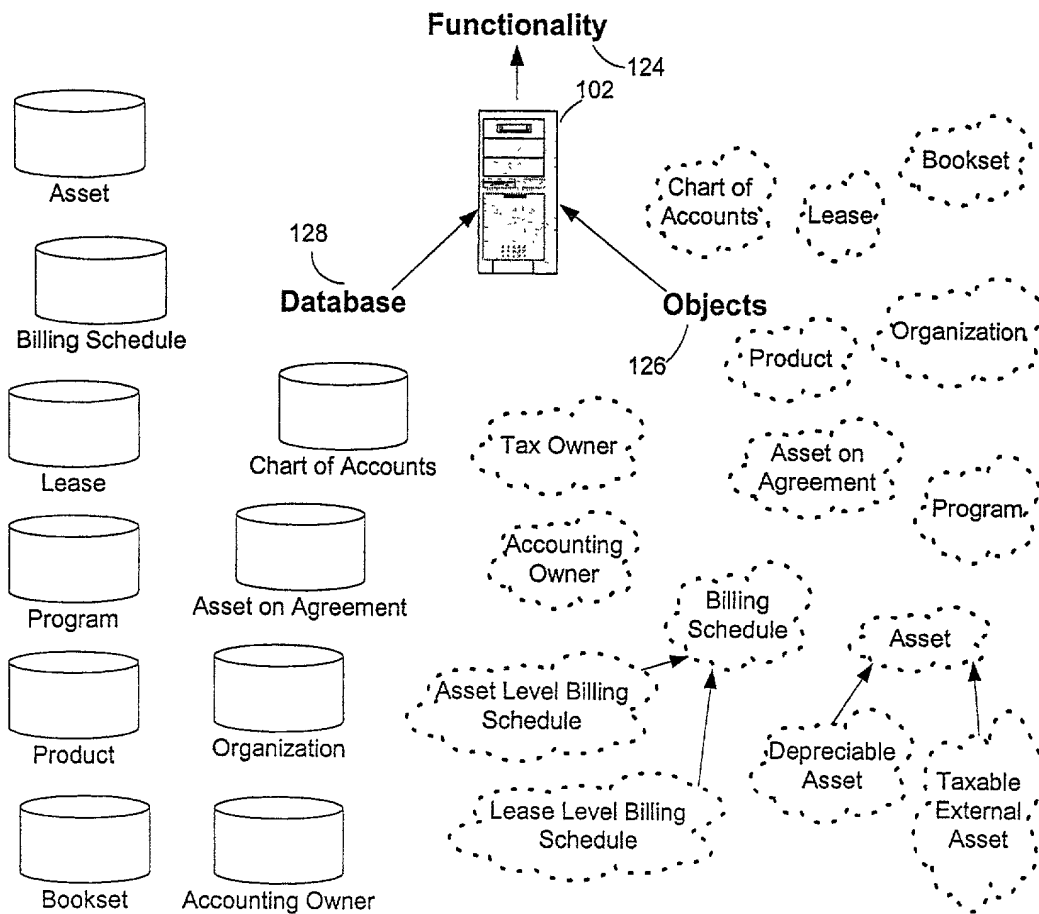 Functionality
124
102
Asset
Chart of
Accounts
Lease
Bookset
128
Billing Schedule
Database
Objects
126
Product
Organization
Lease
Chart of Accounts
Tax Owner
Asset on
Agreement
Program
Accounting
Owner
Program
Asset on Agreement
Billing
Schedule
Asset
Asset Level Billing
Schedule
Product
Organization
Depreciable
Asset
Taxable
External
Asset
Lease Level Billing
Schedule
Bookset
Accounting Owner